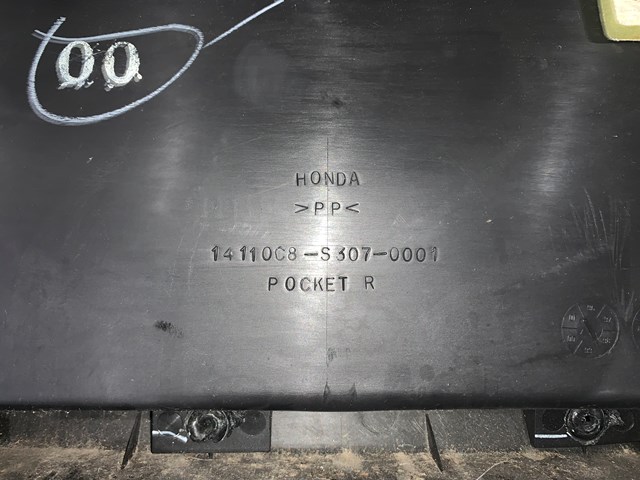 00
HONDA
>PP<
14110C8-S307-0001
POCKET R